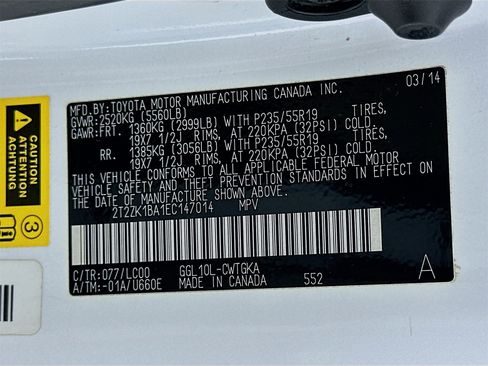 MFD.BY:TOYOTA MOTOR MANUFACTURING CANADA INC. 03/14
GVWR:2520KG(5560LB)
GAWR:FRT. 1360KG(2999LB)WITH P235/55R19 TIRES,
19X7 1/2J RIMS, AT 220KPA(32PSI) COLD.
RR. 1385KG(3056LB)WITH P235/55R19 TIRES,
19X7 1/2J RIMS, AT 220KPA(32PSI) COLD.
THIS VEHICLE CONFORMS TO ALL APPLICABLE FEDERAL MOTOR
VEHICLE SAFETY AND THEFT PREVENTION STANDARDS IN EFFECT ON
THE DATE OF MANUFACTURE SHOWN ABOVE.
2T2ZK1BA1EC147014 MPV
C/TR:077/LC00 GGL10L-CWTGKA
A/TM:-01A/U660E MADE IN CANADA 552 A
CAUTION
ATTENTION
ACHTUNG
3